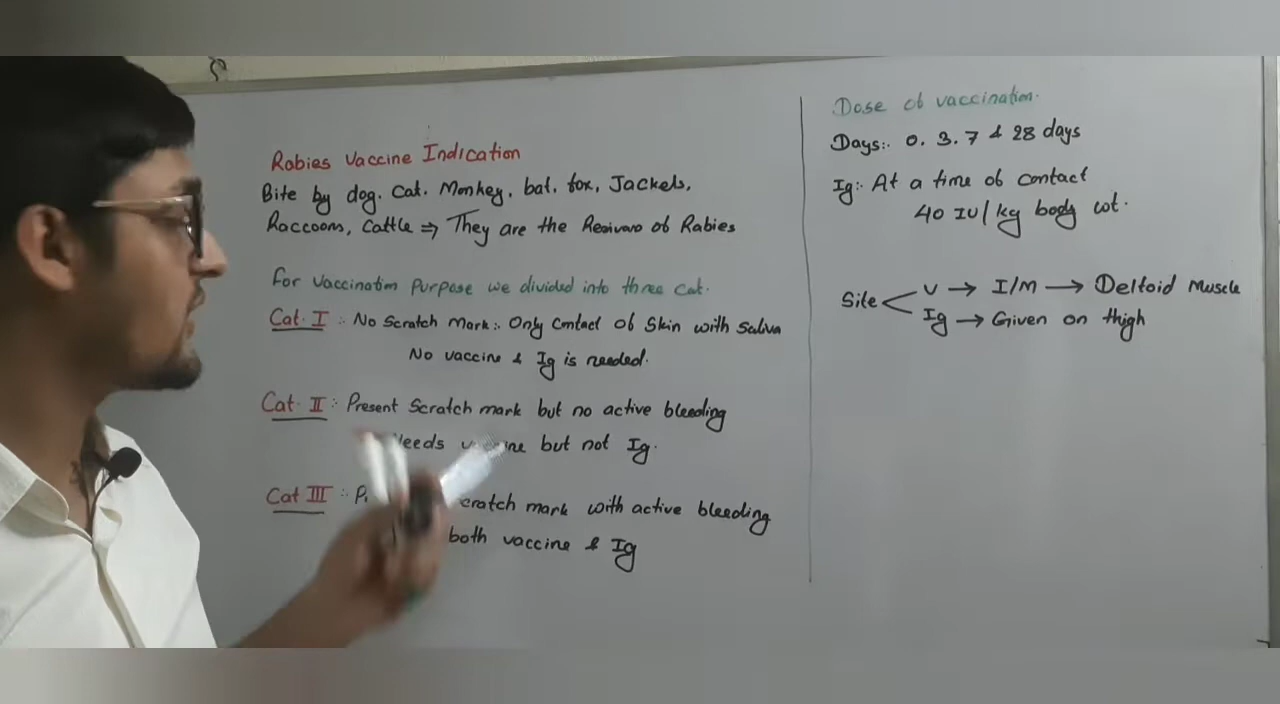 Rabies Vaccine Indication
Bite by dog. Cat. Monkey. bat. fox, Jackels,
Raccoons, Cattle ⇒ They are the of Rabies
For Vaccination Purpose we divided into three cat.
Cat. I :. No Scratch Mark:. Only Contact of Skin with Saliva
No vaccine & Ig is needed.
Cat. II :. Present Scratch mark but no active bleeding
but not Ig.
Cat III :. mark with active bleeding
both vaccine & Ig
Dose of vaccination.
Days:. 0. 3. 7 & 28 days
Ig:. At a time of contact
40 IU/kg body wt.
Site
V → I/M → Deltoid Muscle
Ig → Given on thigh